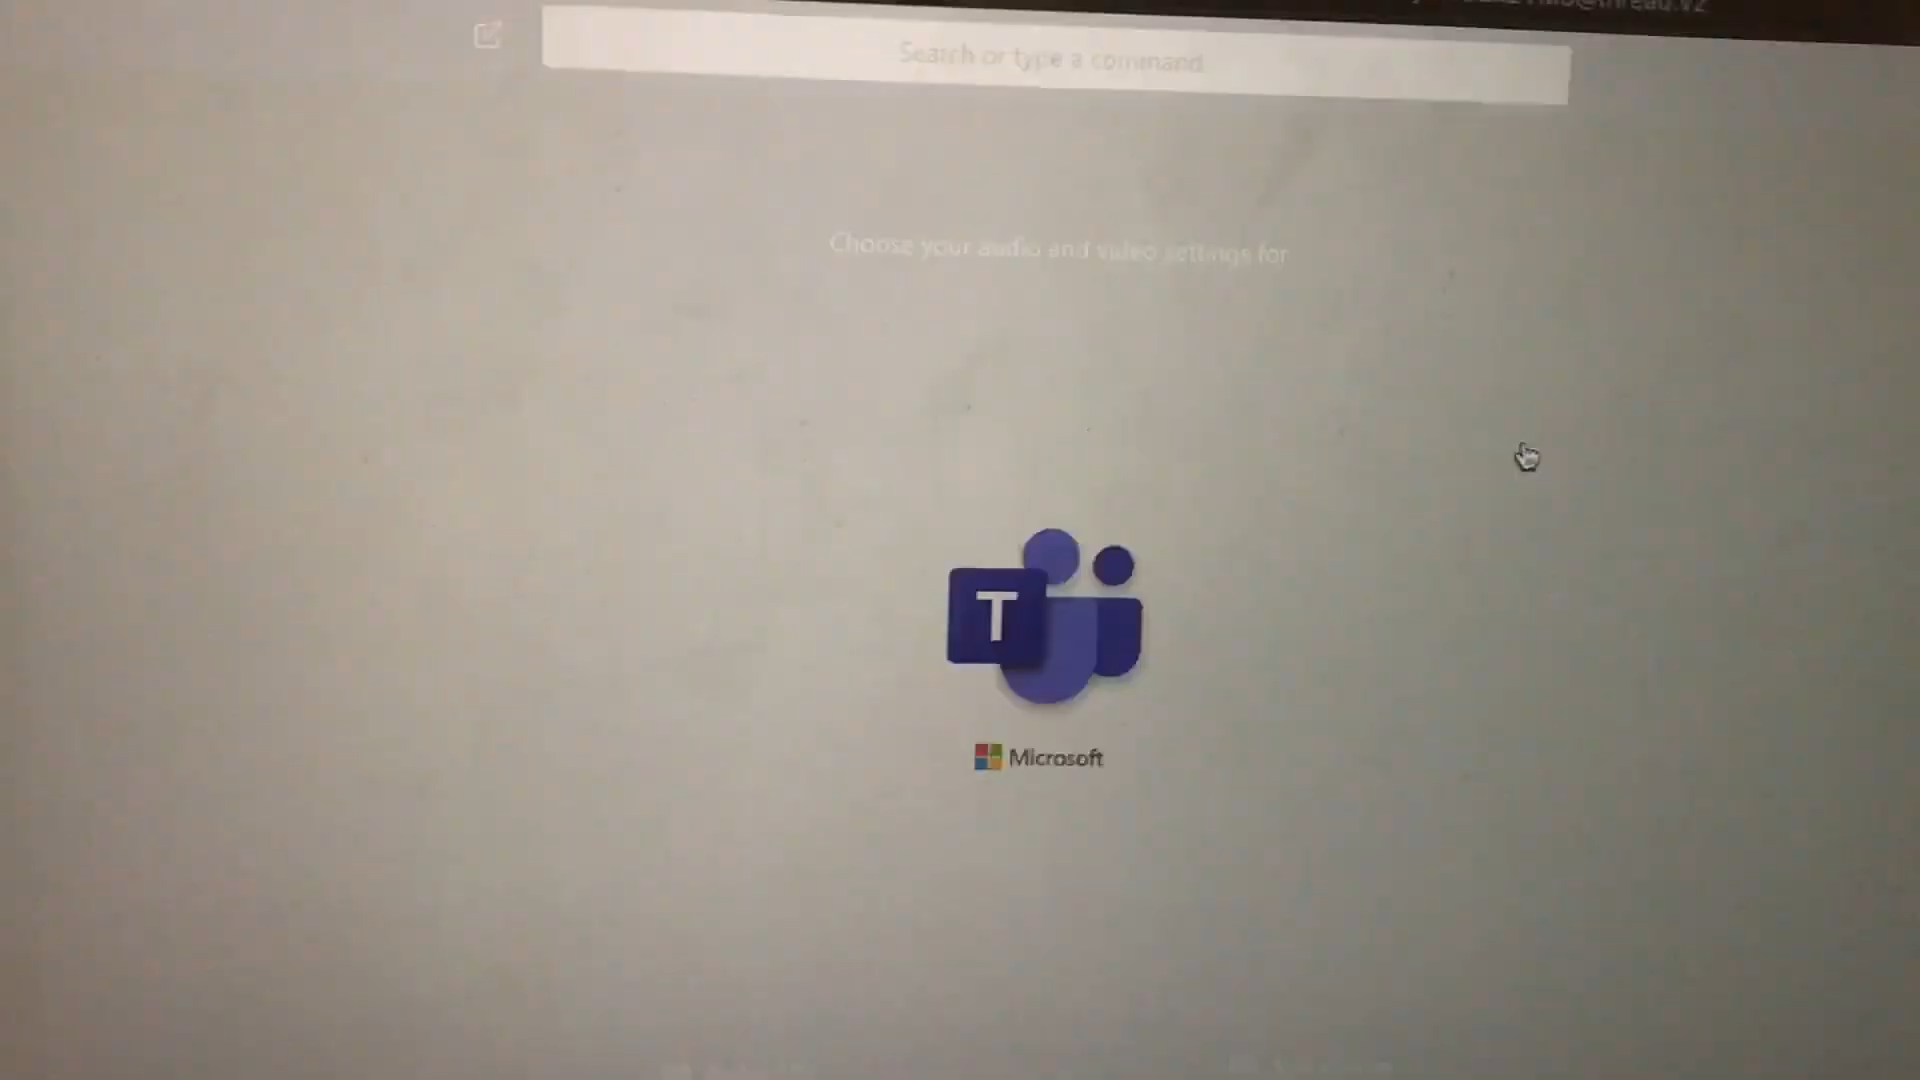 Search or type a command
Choose your audio and video settings for
T
Microsoft